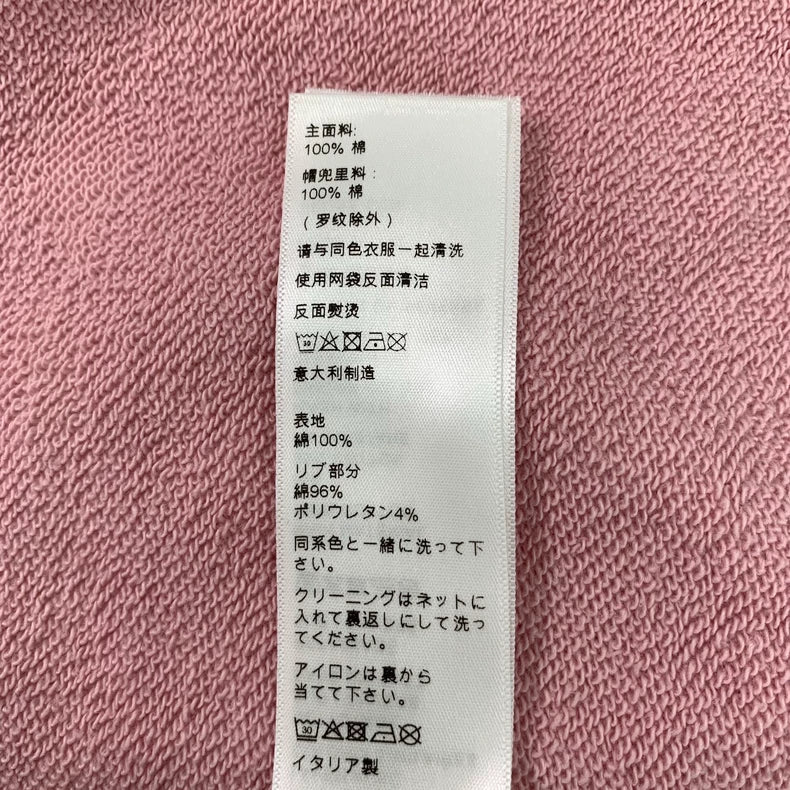 主面料:
100% 棉
帽兜里料:
100% 棉
(罗纹除外)
请与同色衣服一起清洗
使用网袋反面清洁
反面熨烫
30
意大利制造
表地
綿100%
リブ部分
綿96%
ポリウレタン4%
同系色と一緒に洗って下
さい。
クリーニングはネットに
入れて裏返しにして洗っ
てください。
アイロンは裏から
当てて下さい。
30
イタリア製